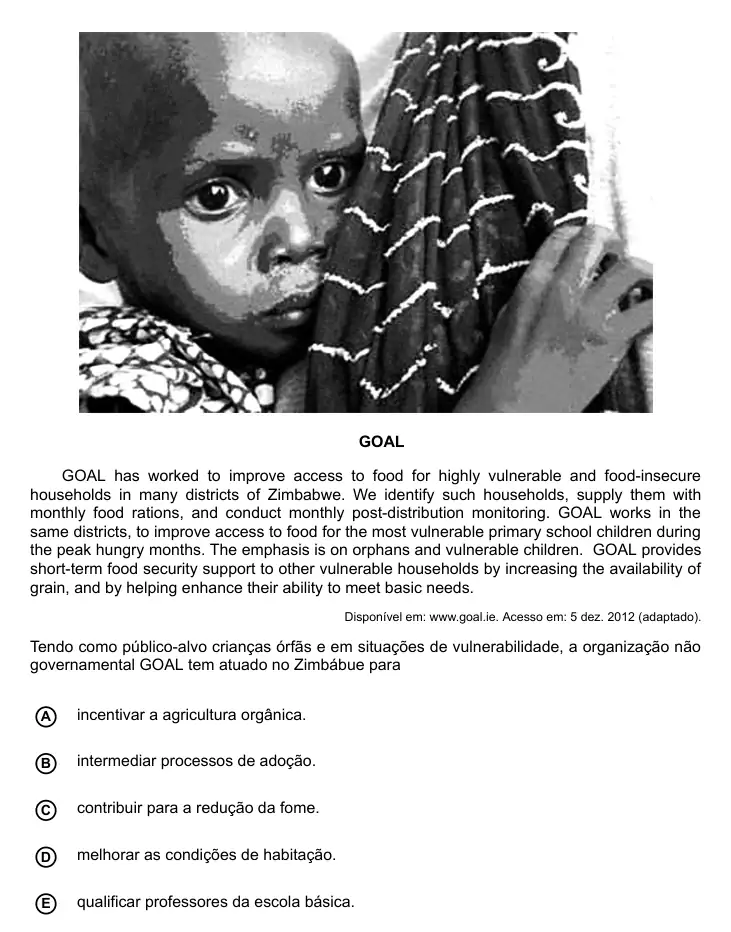 GOAL
GOAL has worked to improve access to food for highly vulnerable and food-insecure
households in many districts of Zimbabwe. We identify such households, supply them with
monthly food rations, and conduct monthly post-distribution monitoring. GOAL works in the
same districts, to improve access to food for the most vulnerable primary school children during
the peak hungry months. The emphasis is on orphans and vulnerable children. GOAL provides
short-term food security support to other vulnerable households by increasing the availability of
grain, and by helping enhance their ability to meet basic needs.
Disponível em: www.goal.ie. Acesso em: 5 dez. 2012 (adaptado).
Tendo como público-alvo crianças órfãs e em situações de vulnerabilidade, a organização não
governamental GOAL tem atuado no Zimbábue para
A incentivar a agricultura orgânica.
B intermediar processos de adoção.
C contribuir para a redução da fome.
D melhorar as condições de habitação.
E qualificar professores da escola básica.